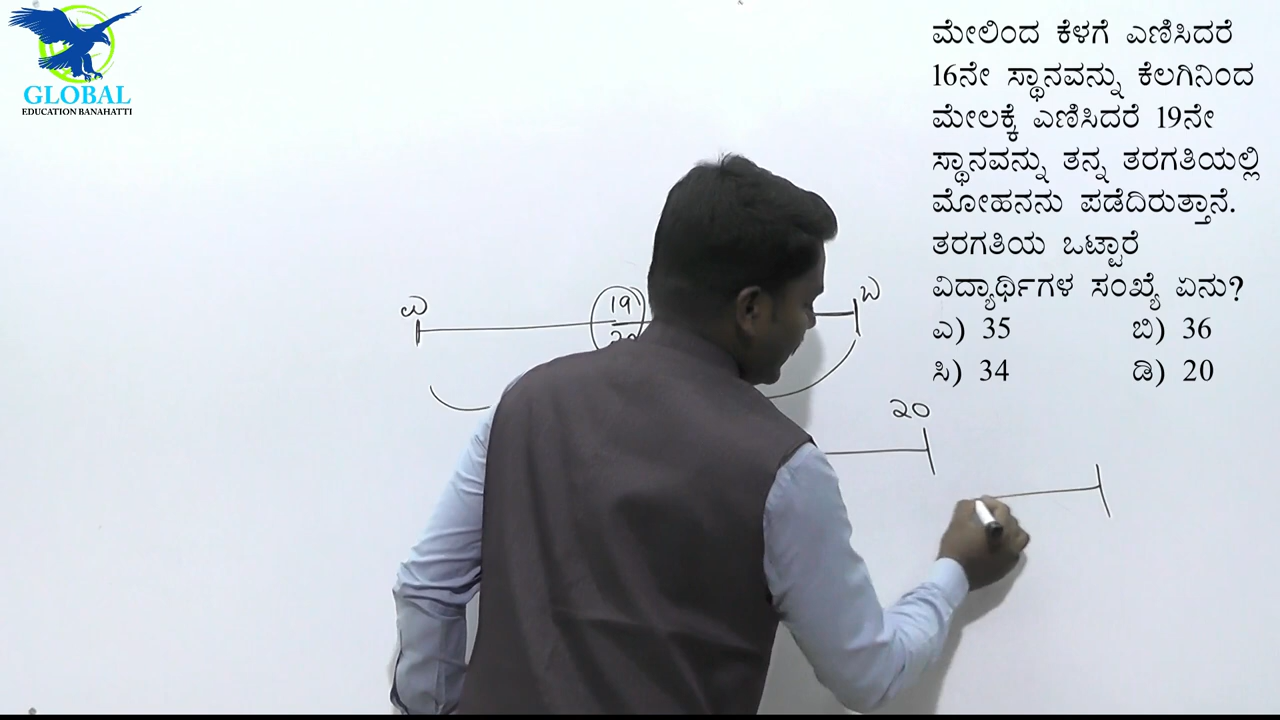 GLOBAL
EDUCATION BANAHATTI
ಮೇಲಿಂದ ಕೆಳಗೆ ಎಣಿಸಿದರೆ
16ನೇ ಸ್ಥಾನವನ್ನು ಕೆಲಗಿನಿಂದ
ಮೇಲಕ್ಕೆ ಎಣಿಸಿದರೆ 19ನೇ
ಸ್ಥಾನವನ್ನು ತನ್ನ ತರಗತಿಯಲ್ಲಿ
ಮೋಹನನು ಪಡೆದಿರುತ್ತಾನೆ.
ತರಗತಿಯ ಒಟ್ಟಾರೆ
ವಿದ್ಯಾರ್ಥಿಗಳ ಸಂಖ್ಯೆ ಏನು?
ಎ) 35 ಬಿ) 36
ಸಿ) 34 ಡಿ) 20
ಎ 19 ಬ